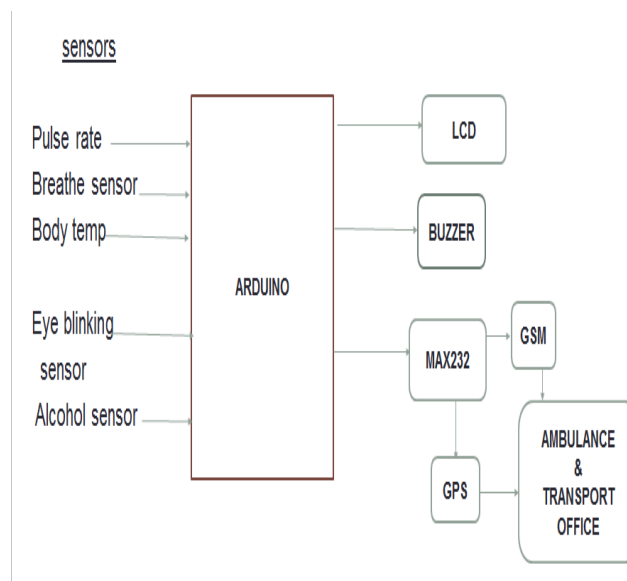 sensors
Pulse rate
Breathe sensor
Body temp
Eye blinking
sensor
Alcohol sensor
ARDUINO
LCD
BUZZER
MAX232
GSM
GPS
AMBULANCE
&
TRANSPORT
OFFICE